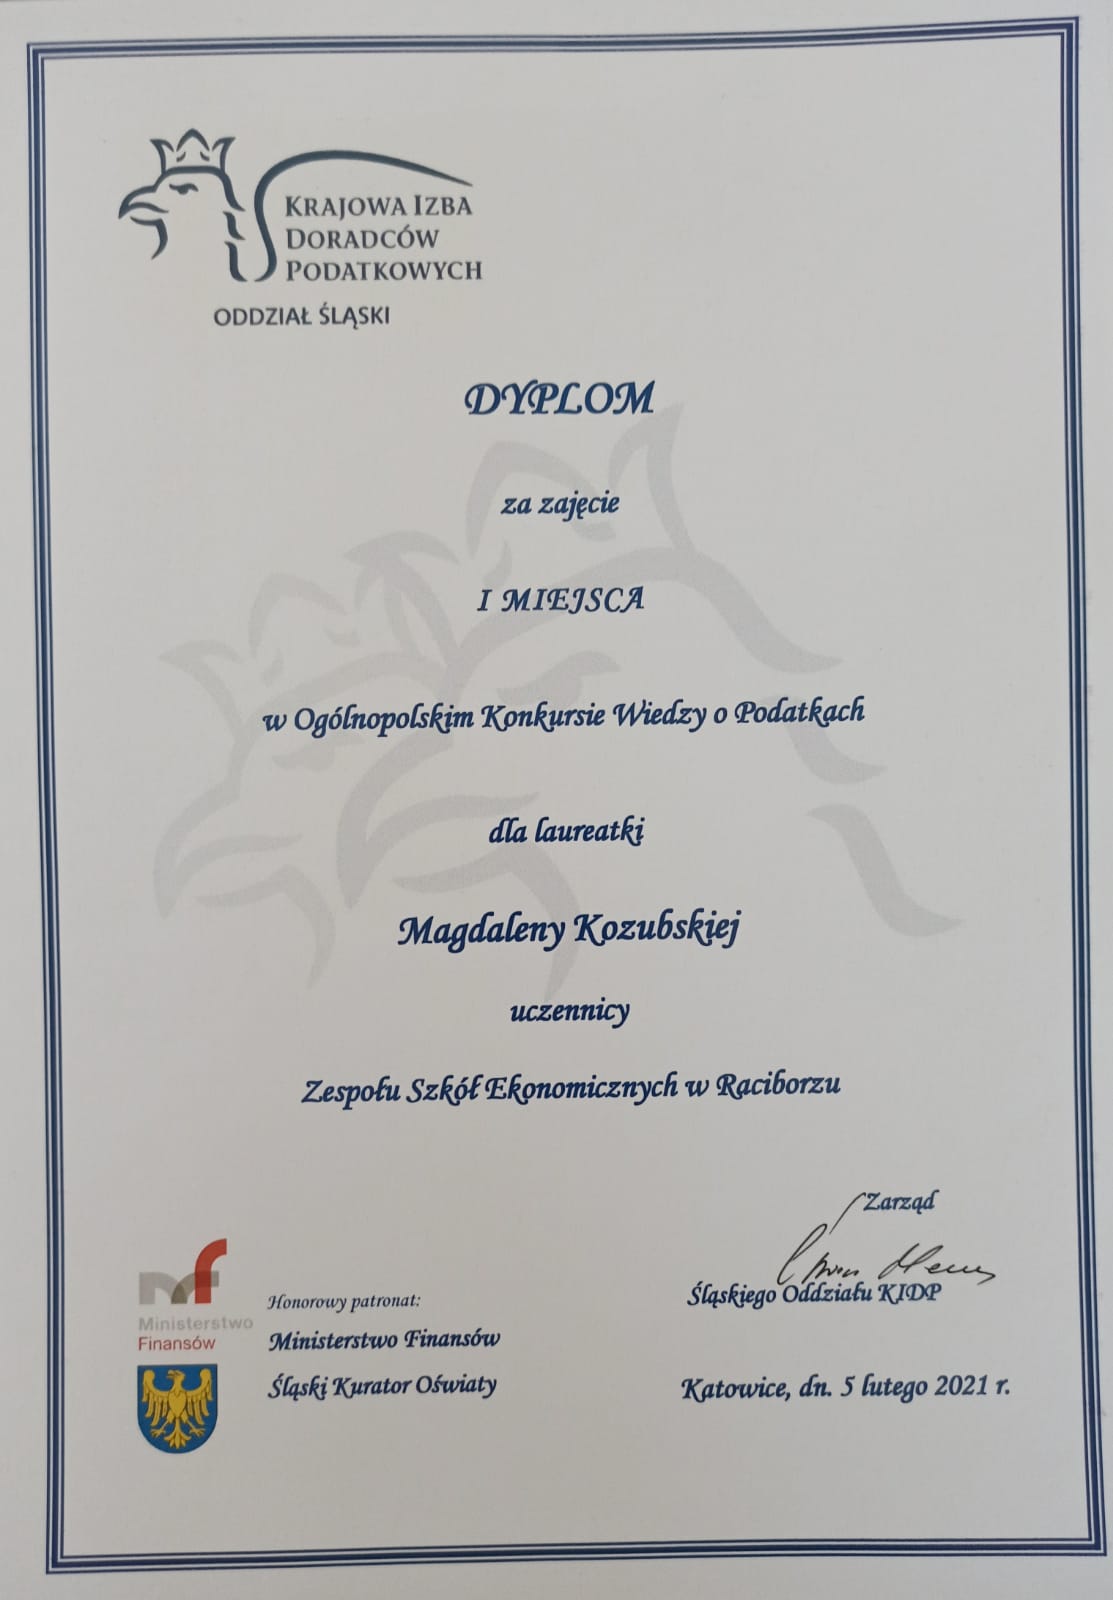 KRAJOWA IZBA
DORADCÓW
PODATKOWYCH
ODDZIAŁ ŚLĄSKI
DYPLOM
za zajęcie
I MIEJSCA
w Ogólnopolskim Konkursie Wiedzy o Podatkach
dla laureatki
Magdaleny Kozubskiej
uczennicy
Zespołu Szkół Ekonomicznych w Raciborzu
Zarząd
Śląskiego Oddziału KIDP
mf
Ministerstwo
Finansów
Honorowy patronat:
Ministerstwo Finansów
Śląski Kurator Oświaty
Katowice, dn. 5 lutego 2021 r.